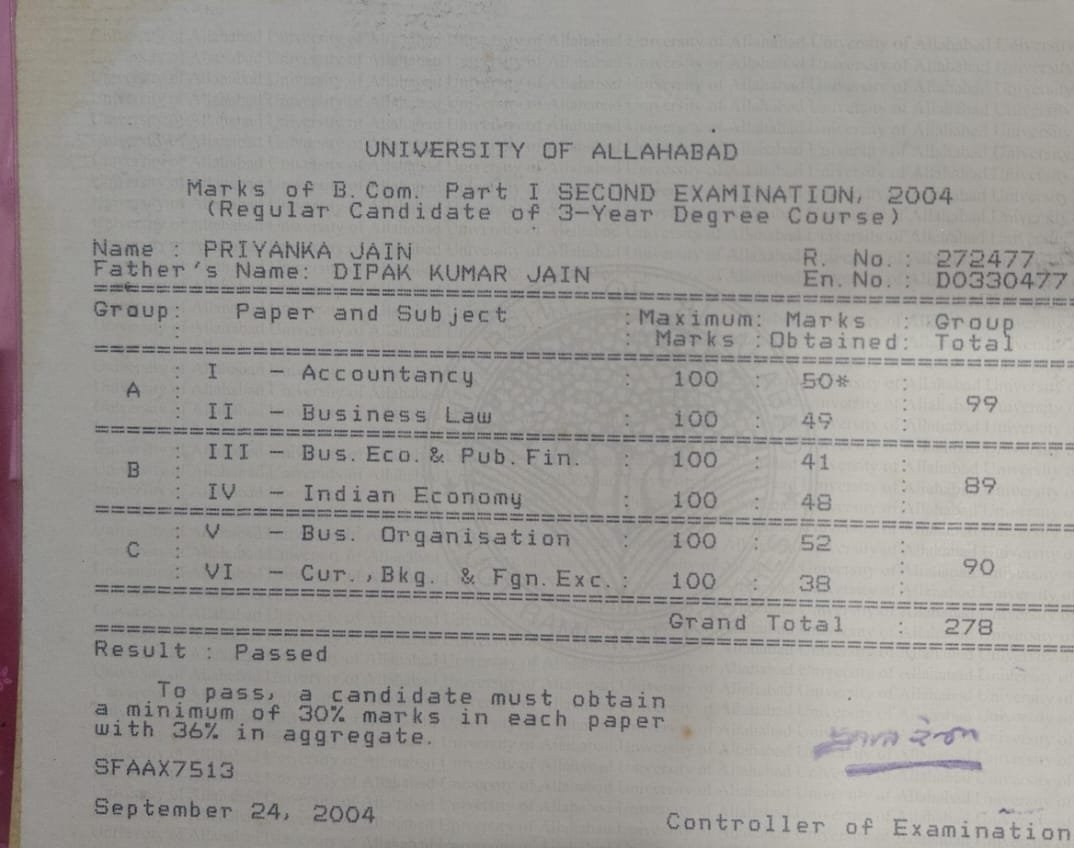 UNIVERSITY OF ALLAHABAD
Marks of B.Com. Part I SECOND EXAMINATION, 2004
(Regular Candidate of 3-Year Degree Course)
Name : PRIYANKA JAIN R. No. : 272477
Father's Name: DIPAK KUMAR JAIN En. No. : D0330477
Group: Paper and Subject : Maximum: Marks : Group
: : Marks : Obtained: Total
: I - Accountancy : 100 : 50* :
A : : 99
: II - Business Law : 100 : 49 :
: III - Bus. Eco. & Pub. Fin. : 100 : 41 :
B : : 89
: IV - Indian Economy : 100 : 48 :
: V - Bus. Organisation : 100 : 52 :
C : : 90
: VI - Cur.,Bkg. & Fgn. Exc. : 100 : 38 :
Grand Total : 278
Result : Passed
To pass, a candidate must obtain
a minimum of 30% marks in each paper
with 36% in aggregate.
SFAAX7513
September 24, 2004
Controller of Examination